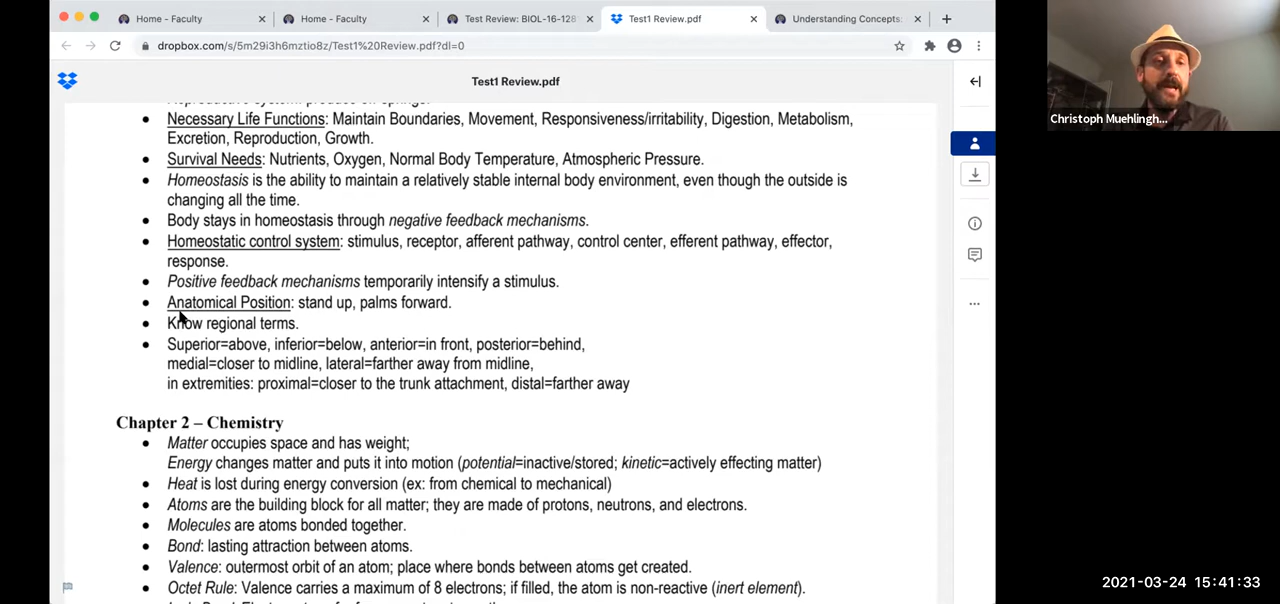 Home - Faculty
Home - Faculty
Test Review: BIOL-16-128
Test1 Review.pdf
Understanding Concepts:
dropbox.com/s/5m29i3h6mztio8z/Test1%20Review.pdf?dl=0
Test1 Review.pdf
Christoph Muehlingh...
• Necessary Life Functions: Maintain Boundaries, Movement, Responsiveness/irritability, Digestion, Metabolism,
Excretion, Reproduction, Growth.
• Survival Needs: Nutrients, Oxygen, Normal Body Temperature, Atmospheric Pressure.
• Homeostasis is the ability to maintain a relatively stable internal body environment, even though the outside is
changing all the time.
• Body stays in homeostasis through negative feedback mechanisms.
• Homeostatic control system: stimulus, receptor, afferent pathway, control center, efferent pathway, effector,
response.
• Positive feedback mechanisms temporarily intensify a stimulus.
• Anatomical Position: stand up, palms forward.
• Know regional terms.
• Superior=above, inferior=below, anterior=in front, posterior=behind,
medial=closer to midline, lateral=farther away from midline,
in extremities: proximal=closer to the trunk attachment, distal=farther away
Chapter 2 – Chemistry
• Matter occupies space and has weight;
Energy changes matter and puts it into motion (potential=inactive/stored; kinetic=actively effecting matter)
• Heat is lost during energy conversion (ex: from chemical to mechanical)
• Atoms are the building block for all matter; they are made of protons, neutrons, and electrons.
• Molecules are atoms bonded together.
• Bond: lasting attraction between atoms.
• Valence: outermost orbit of an atom; place where bonds between atoms get created.
• Octet Rule: Valence carries a maximum of 8 electrons; if filled, the atom is non-reactive (inert element).
2021-03-24 15:41:33